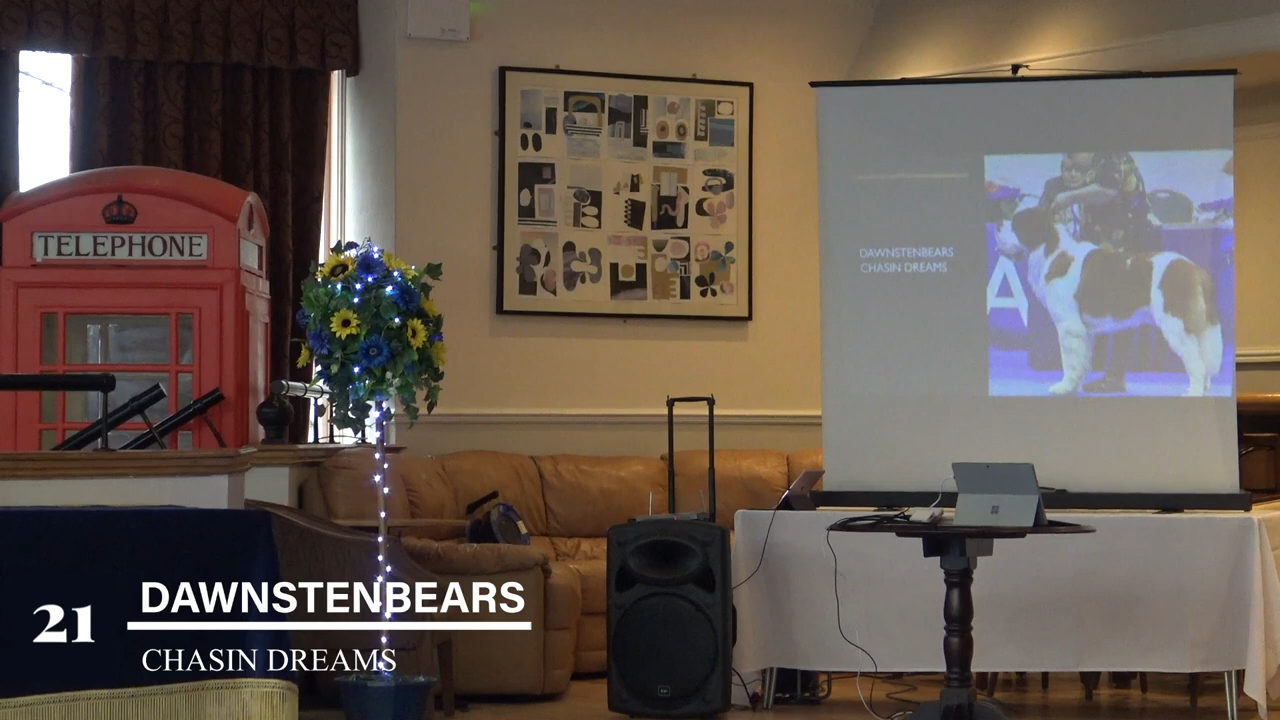 TELEPHONE
DAWNSTENBEARS
CHASIN DREAMS
A
21
DAWNSTENBEARS
CHASIN DREAMS